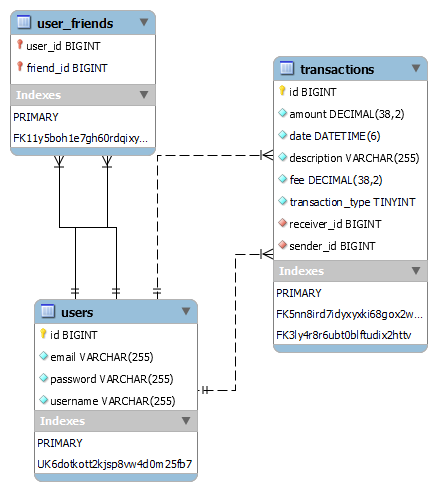 user_friends
user_id BIGINT
friend_id BIGINT
Indexes
PRIMARY
FK11y5boh1e7gh60rdqixy...
transactions
id BIGINT
amount DECIMAL(38,2)
date DATETIME(6)
description VARCHAR(255)
fee DECIMAL(38,2)
transaction_type TINYINT
receiver_id BIGINT
sender_id BIGINT
Indexes
PRIMARY
FK5nn8ird7idyxyxki68gox2w...
FK3ly4r8r6ubt0blftudix2httv
users
id BIGINT
email VARCHAR(255)
password VARCHAR(255)
username VARCHAR(255)
Indexes
PRIMARY
UK6dotkott2kjsp8vw4d0m25fb7